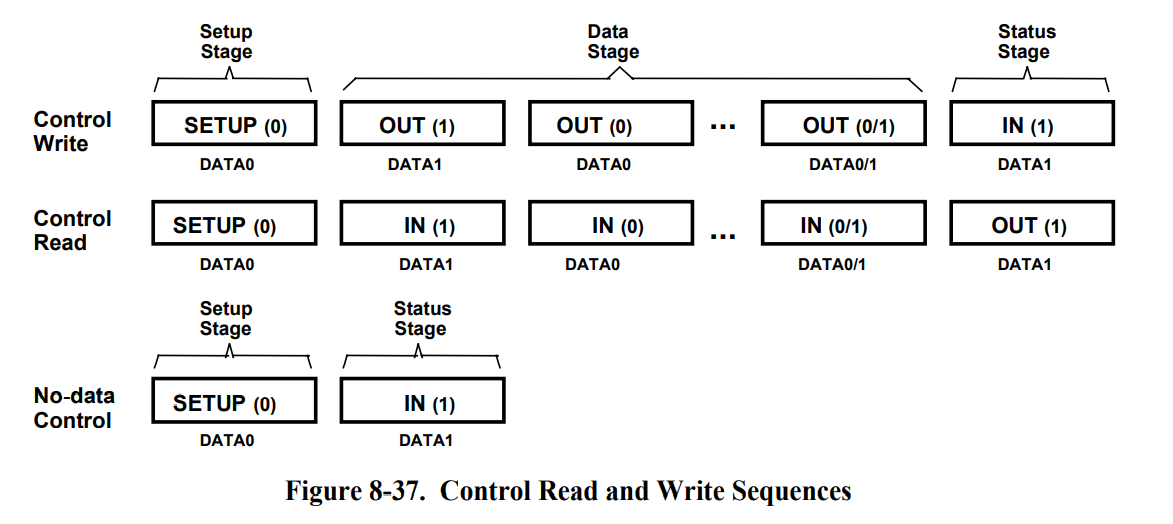 Setup
Stage
Data
Stage
Status
Stage
Control
Write
SETUP (0)
OUT (1)
OUT (0)
...
OUT (0/1)
IN (1)
DATA0
DATA1
DATA0
DATA0/1
DATA1
Control
Read
SETUP (0)
IN (1)
IN (0)
...
IN (0/1)
OUT (1)
DATA0
DATA1
DATA0
DATA0/1
DATA1
Setup
Stage
Status
Stage
No-data
Control
SETUP (0)
IN (1)
DATA0
DATA1
Figure 8-37. Control Read and Write Sequences